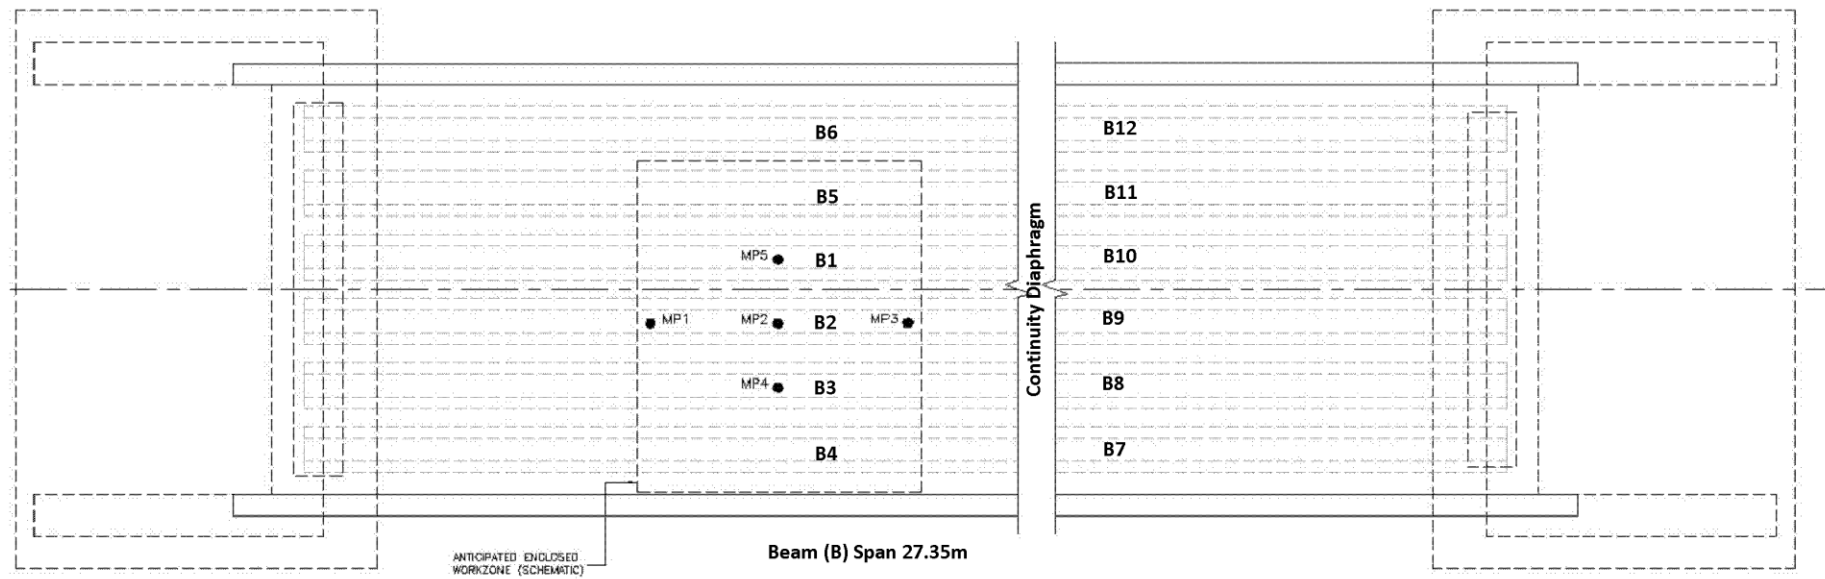 B6
B12
B5
B11
MP5
B1
B10
Continuity Diaphragm
MP1
MP2
B2
MP3
B9
MP4
B3
B8
B4
B7
Beam (B) Span 27.35m
ANTICIPATED ENCLOSED
WORKZONE (SCHEMATIC)